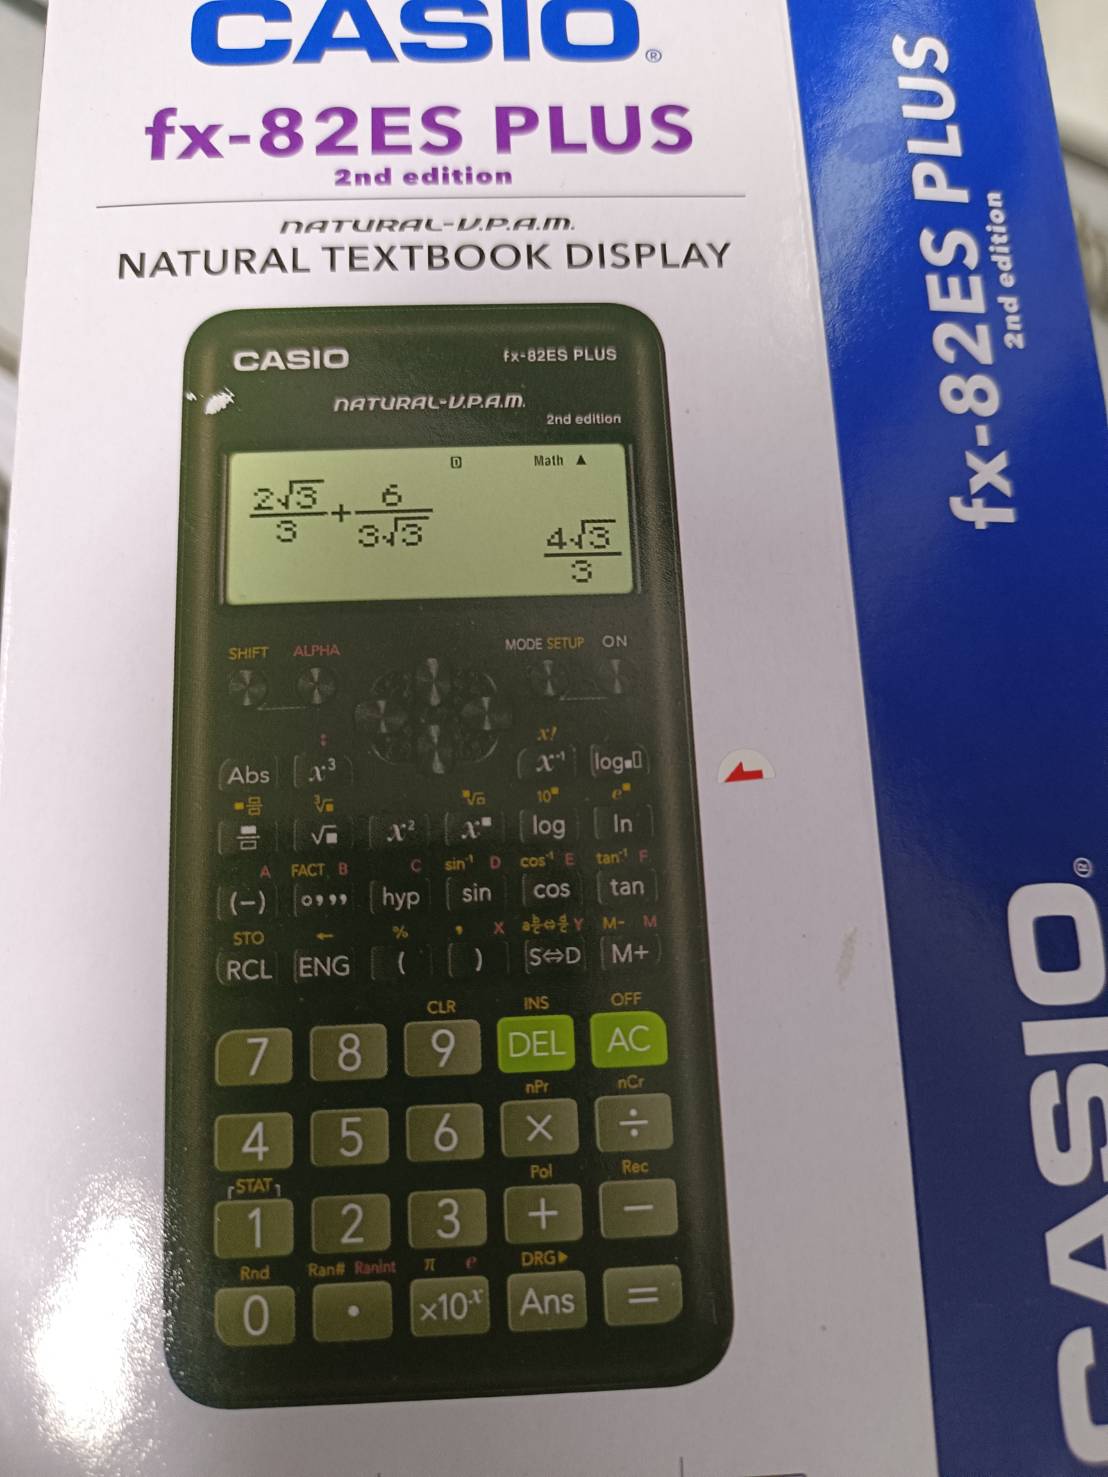 CASIO®
fx-82ES PLUS
2nd edition
NATURAL-V.P.A.M.
NATURAL TEXTBOOK DISPLAY
CASIO fx-82ES PLUS
NATURAL-V.P.A.M.
2nd edition
D Math ▲
2√3/3 + 6/3√3
4√3/3
SHIFT ALPHA MODE SETUP ON
: x!
Abs x³ x⁻¹ log■□
■■/□ ³√■ ■√□ 10■ e■
■/□ √■ x² x■ log ln
A FACT B C sin⁻¹ D cos⁻¹ E tan⁻¹ F
(−) °,,, hyp sin cos tan
STO ← % , X a b/c⇔d/c Y M− M
RCL ENG ( ) S⇔D M+
CLR INS OFF
7 8 9 DEL AC
nPr nCr
4 5 6 × ÷
STAT Pol Rec
1 2 3 + −
Rnd Ran# RanInt π e DRG▶
0 . ×10ˣ Ans =
fx-82ES PLUS
2nd edition
CASIO®